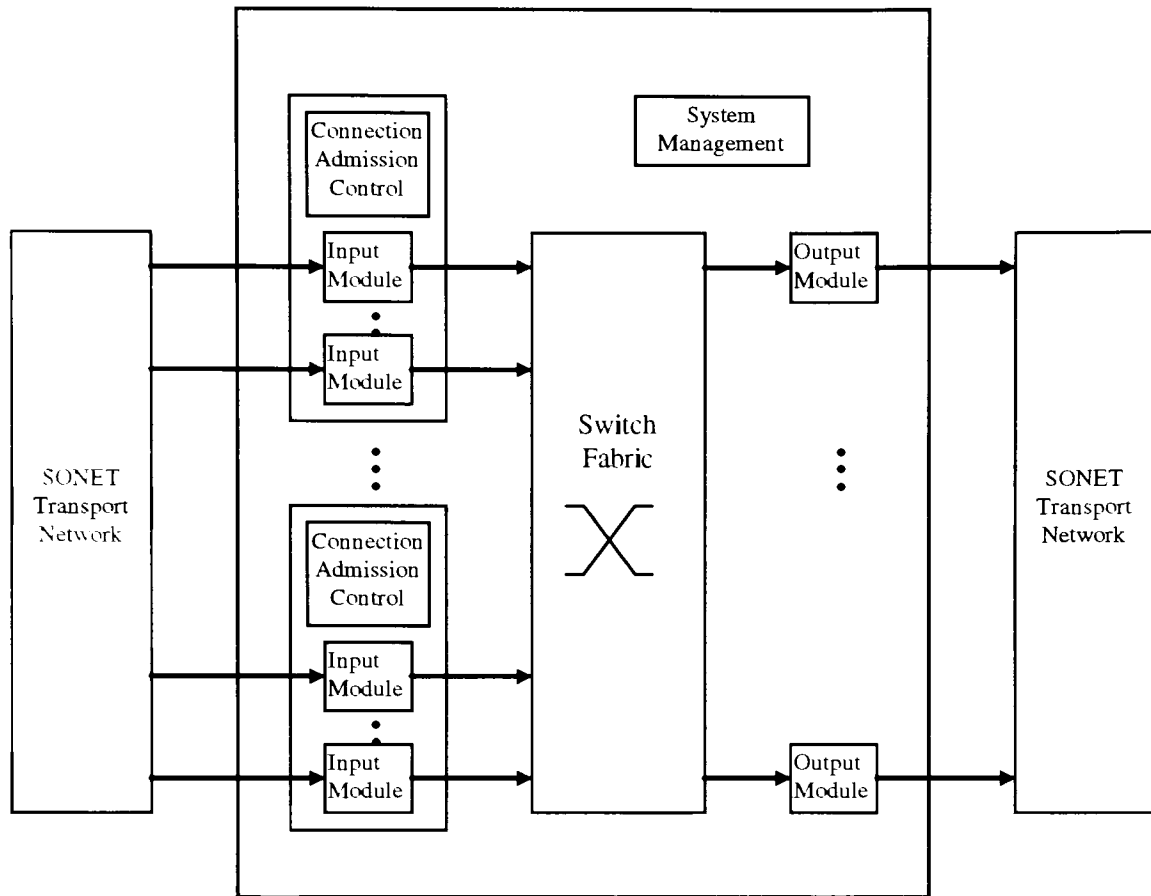 System
Management
Connection
Admission
Control
Input
Module
Input
Module
Output
Module
Switch
Fabric
SONET
Transport
Network
SONET
Transport
Network
Connection
Admission
Control
Input
Module
Input
Module
Output
Module